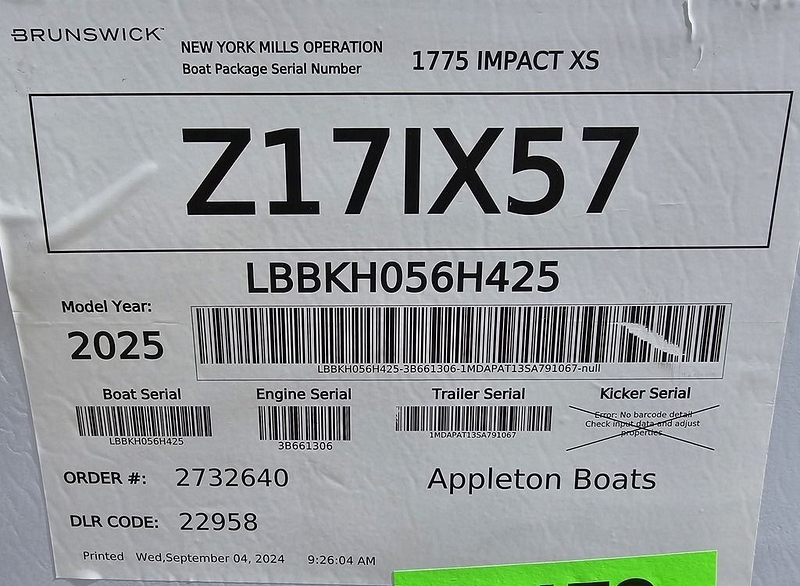 BRUNSWICK™
NEW YORK MILLS OPERATION
Boat Package Serial Number
1775 IMPACT XS
Z17IX57
LBBKH056H425
Model Year:
2025
LBBKH056H425-3B661306-1MDAPAT13SA791067-null
Boat Serial
LBBKH056H425
Engine Serial
3B661306
Trailer Serial
1MDAPAT13SA791067
Kicker Serial
Error: No barcode detail
Check input data and adjust
properties
ORDER #: 2732640
Appleton Boats
DLR CODE: 22958
Printed Wed,September 04, 2024 9:26:04 AM